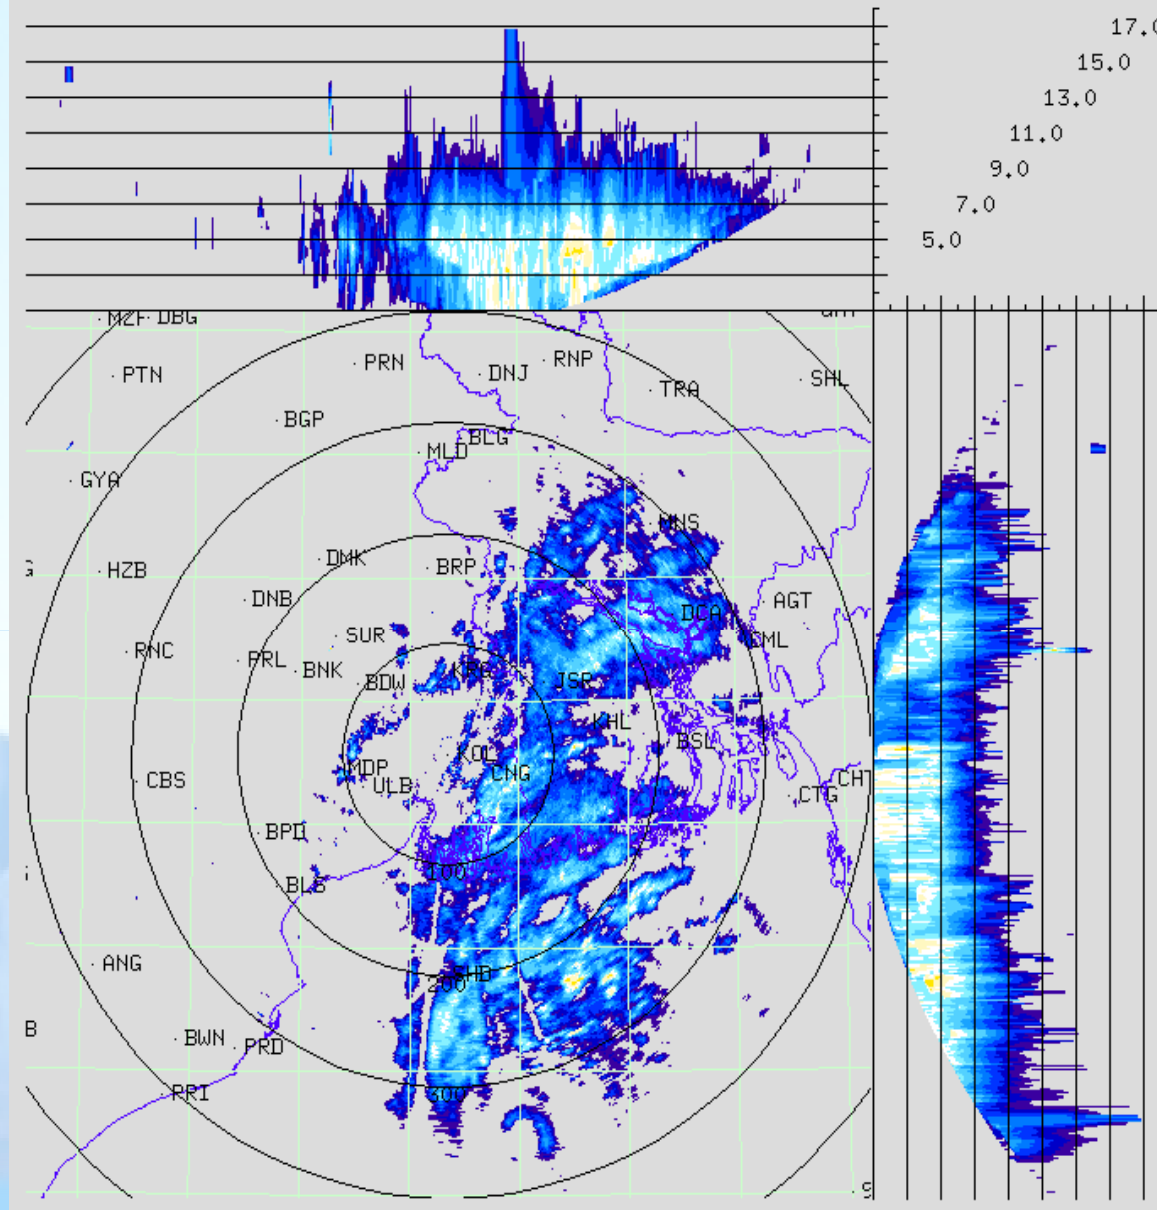 17.0
15.0
13.0
11.0
9.0
7.0
5.0
DBG
PRN
RNP
PTN
DNJ
SHL
TRA
BGP
BLG
MLD
GYA
MNS
DMK
BRP
HZB
DNB
AGT
DCA
SUR
CML
RNC
PRL
BNK
KPG
BDW
JSR
KHL
BSL
KOL
MDP
CNG
CBS
ULB
CHT
CTG
BPD
100
BLS
ANG
SHD
200
B
BWN
PRD
PRI
300